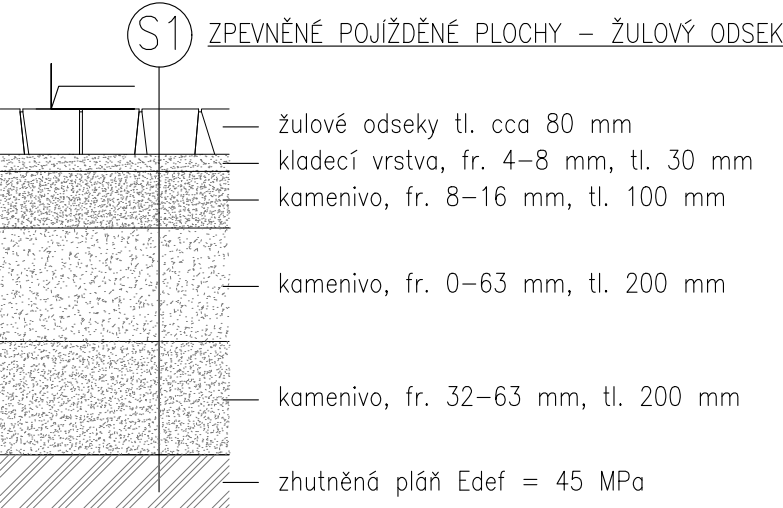 S1 ZPEVNĚNÉ POJÍŽDĚNÉ PLOCHY – ŽULOVÝ ODSEK
žulové odseky tl. cca 80 mm
kladecí vrstva, fr. 4–8 mm, tl. 30 mm
kamenivo, fr. 8–16 mm, tl. 100 mm
kamenivo, fr. 0–63 mm, tl. 200 mm
kamenivo, fr. 32–63 mm, tl. 200 mm
zhutněná pláň Edef = 45 MPa